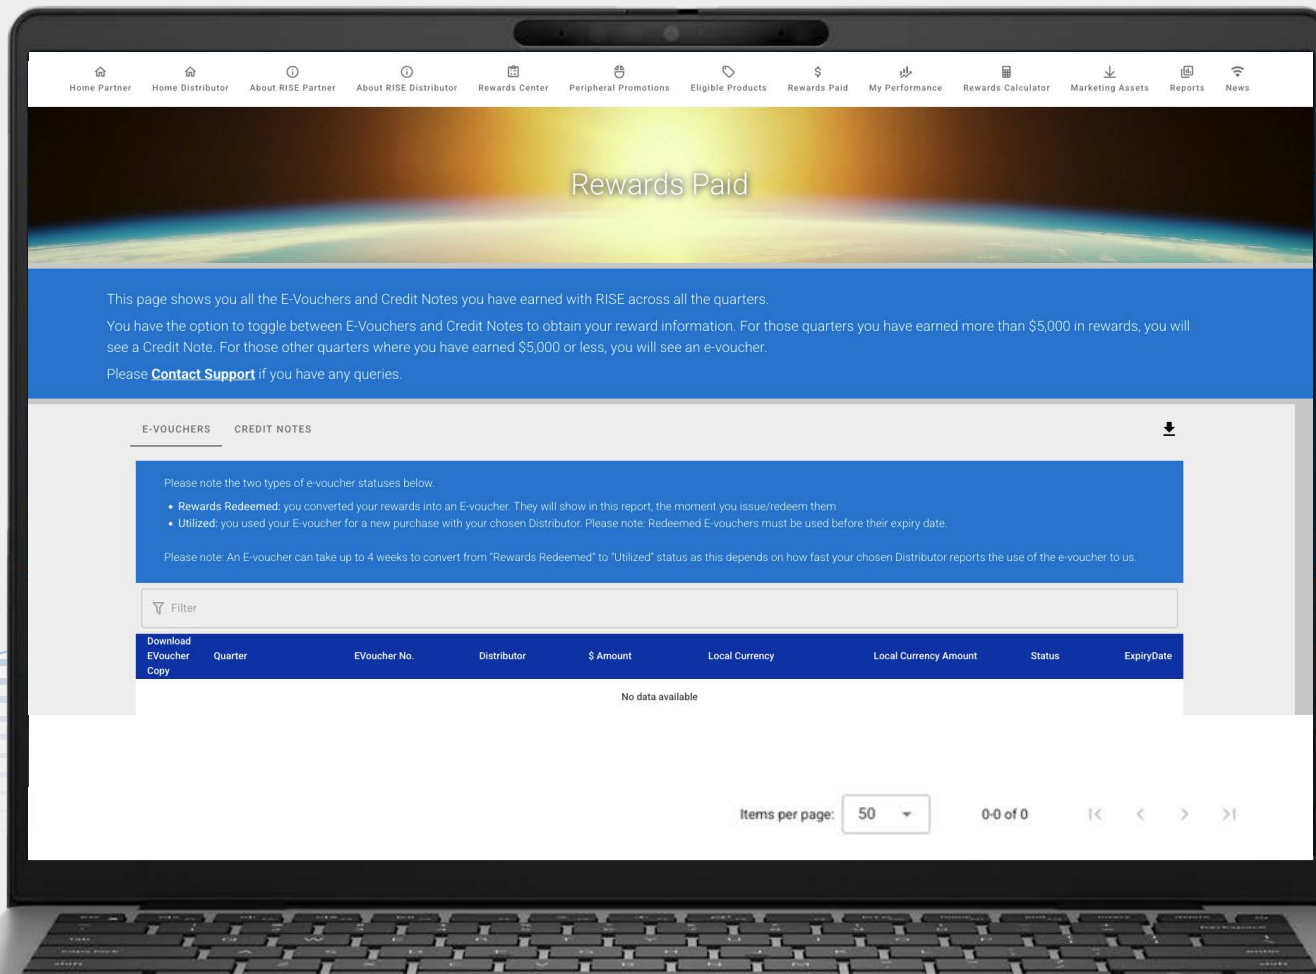 Home Partner
Home Distributor
About RISE Partner
About RISE Distributor
Rewards Center
Peripheral Promotions
Eligible Products
Rewards Paid
My Performance
Rewards Calculator
Marketing Assets
Reports
News
Rewards Paid
This page shows you all the E-Vouchers and Credit Notes you have earned with RISE across all the quarters.
You have the option to toggle between E-Vouchers and Credit Notes to obtain your reward information. For those quarters you have earned more than $5,000 in rewards, you will
see a Credit Note. For those other quarters where you have earned $5,000 or less, you will see an e-voucher.
Please Contact Support if you have any queries.
E-VOUCHERS
CREDIT NOTES
Please note the two types of e-voucher statuses below.
• Rewards Redeemed: you converted your rewards into an E-voucher. They will show in this report, the moment you issue/redeem them
• Utilized: you used your E-voucher for a new purchase with your chosen Distributor. Please note: Redeemed E-vouchers must be used before their expiry date.
Please note: An E-voucher can take up to 4 weeks to convert from "Rewards Redeemed" to "Utilized" status as this depends on how fast your chosen Distributor reports the use of the e-voucher to us.
Filter
Download
EVoucher
Copy
Quarter
EVoucher No.
Distributor
$ Amount
Local Currency
Local Currency Amount
Status
ExpiryDate
No data available
Items per page:
50
0-0 of 0